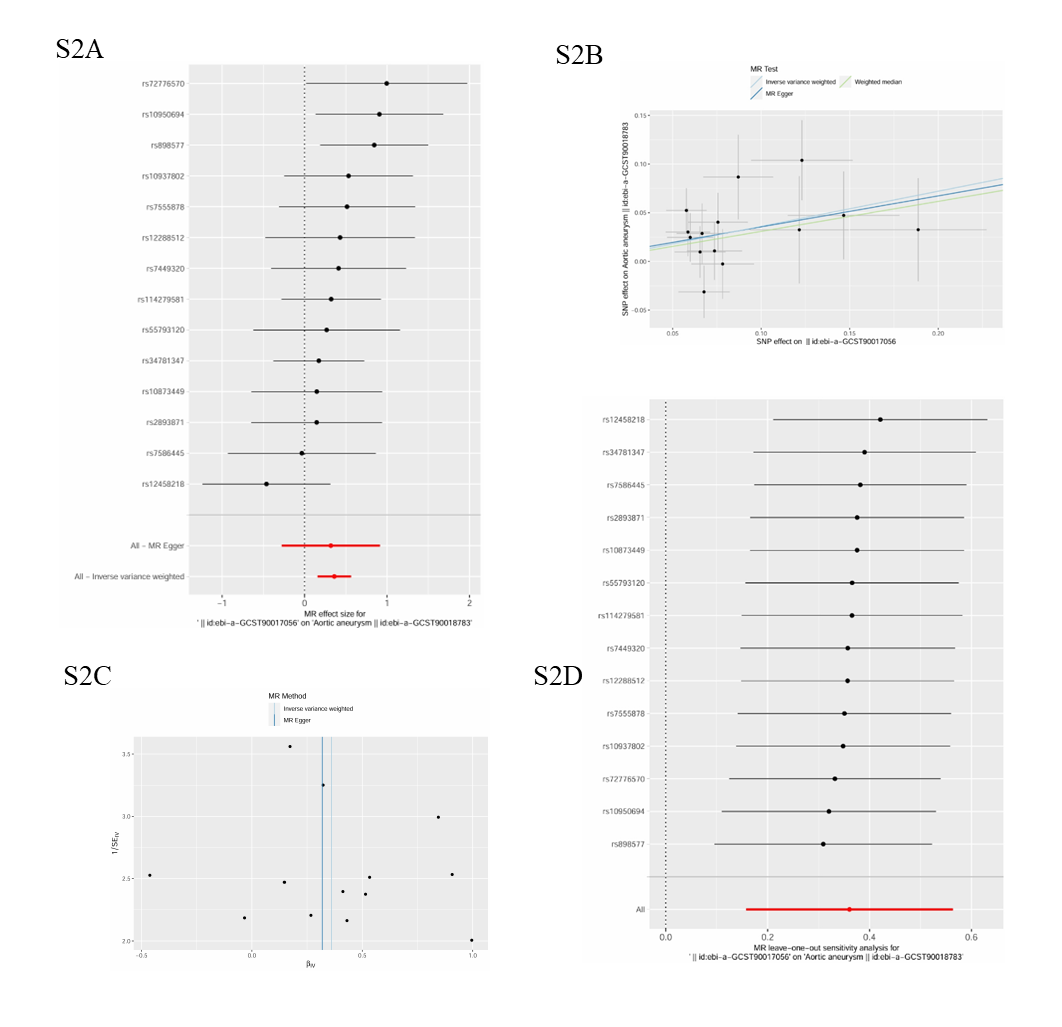 S2A
rs72776570
rs10950694
rs898577
rs10937802
rs7555878
rs12288512
rs7449320
rs114279581
rs55793120
rs34781347
rs10873449
rs2893871
rs7586445
rs12458218
All − MR Egger
All − Inverse variance weighted
−1 0 1 2
MR effect size for
' || id:ebi−a−GCST90017056' on 'Aortic aneurysm || id:ebi−a−GCST90018783'
S2B
MR Test
Inverse variance weighted Weighted median
MR Egger
SNP effect on Aortic aneurysm || id:ebi−a−GCST90018783
0.15
0.10
0.05
0.00
−0.05
0.05 0.10 0.15 0.20
SNP effect on || id:ebi−a−GCST90017056
S2C
MR Method
Inverse variance weighted
MR Egger
1/SEIV
3.5
3.0
2.5
2.0
−0.5 0.0 0.5 1.0
βIV
S2D
rs12458218
rs34781347
rs7586445
rs2893871
rs10873449
rs55793120
rs114279581
rs7449320
rs12288512
rs7555878
rs10937802
rs72776570
rs10950694
rs898577
All
0.0 0.2 0.4 0.6
MR leave−one−out sensitivity analysis for
' || id:ebi−a−GCST90017056' on 'Aortic aneurysm || id:ebi−a−GCST90018783'